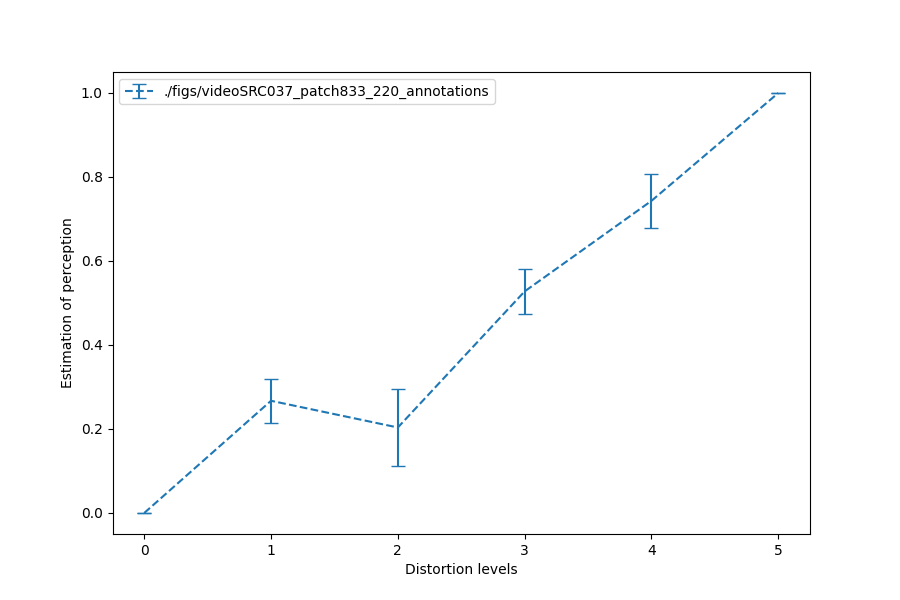 ./figs/videoSRC037_patch833_220_annotations
1.0
0.8
0.6
0.4
0.2
0.0
Estimation of perception
0 1 2 3 4 5
Distortion levels